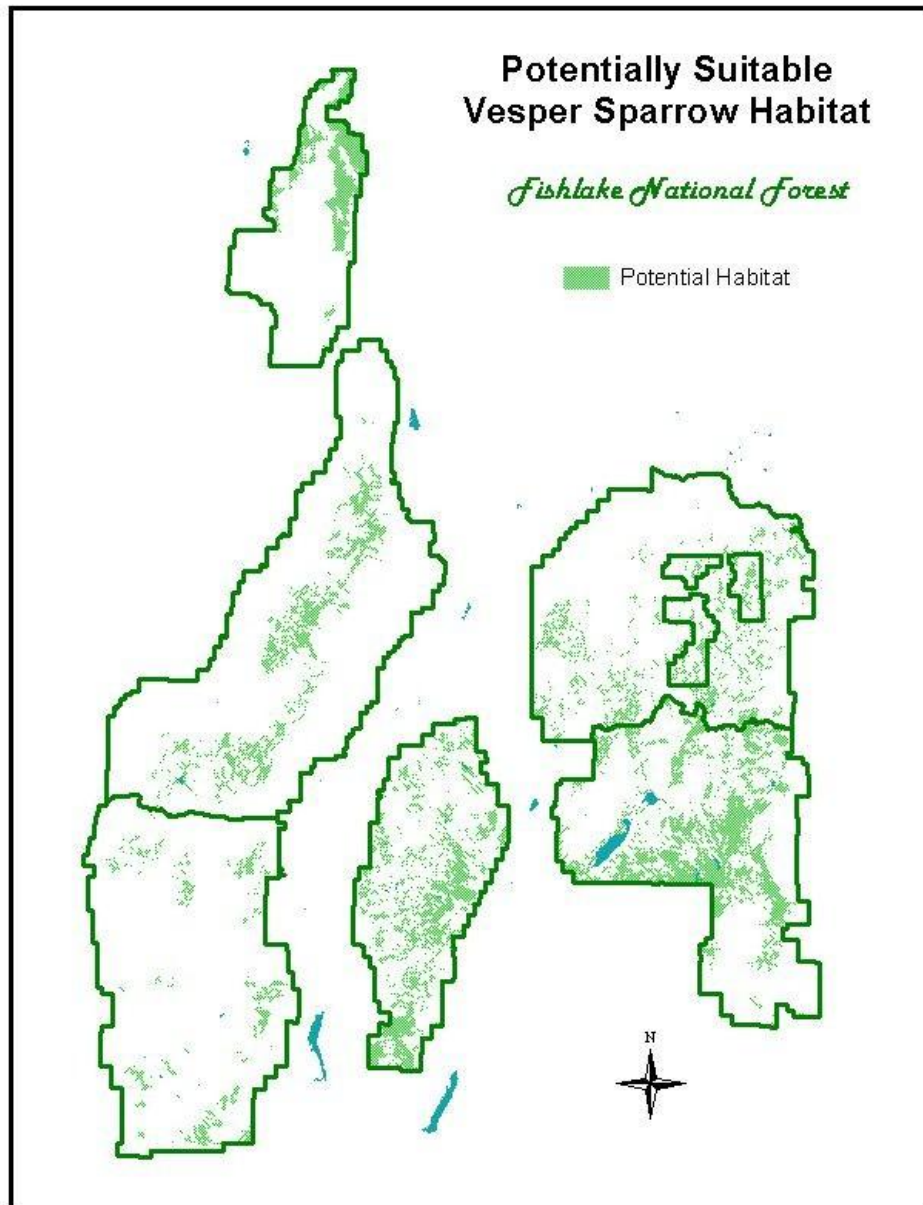 Potentially Suitable
Vesper Sparrow Habitat
Fishlake National Forest
Potential Habitat
N